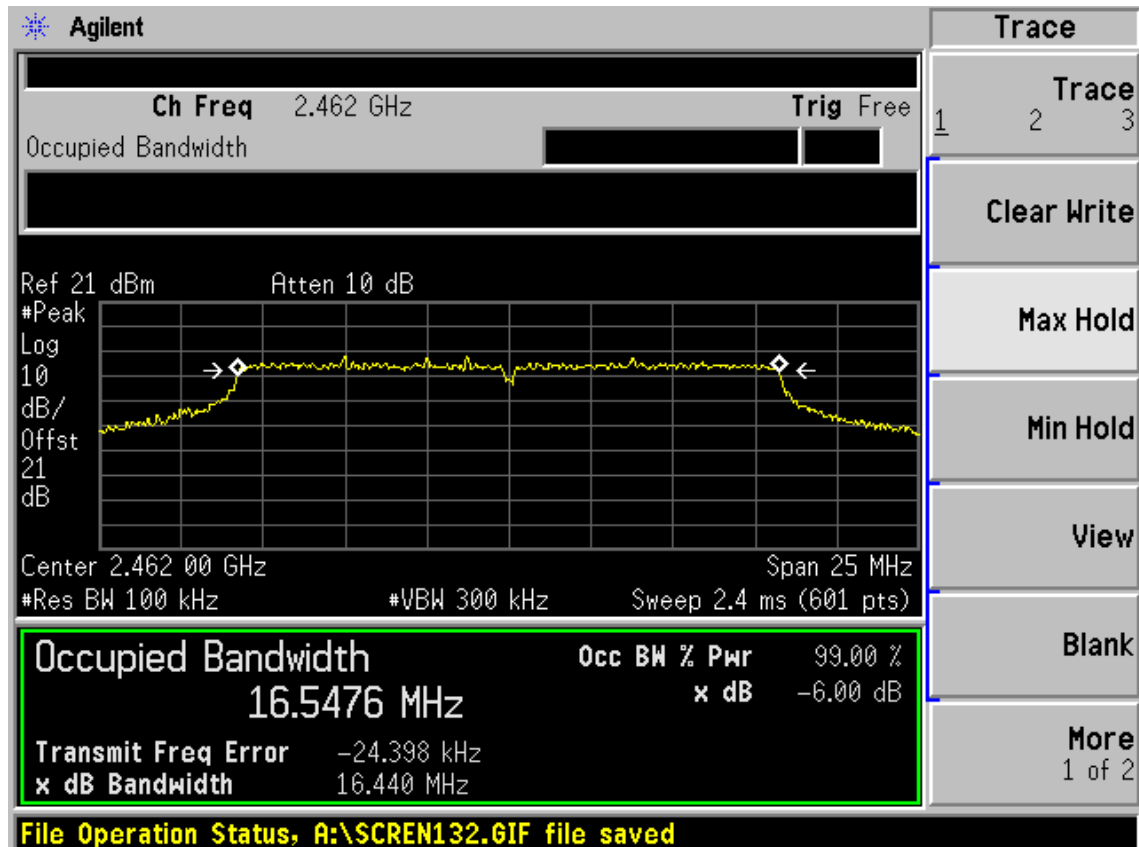 Agilent
Trace
Ch Freq 2.462 GHz Trig Free
Occupied Bandwidth
Trace
1 2 3
Clear Write
Max Hold
Min Hold
View
Blank
More
1 of 2
Ref 21 dBm Atten 10 dB
#Peak
Log
10
dB/
Offst
21
dB
Center 2.462 00 GHz Span 25 MHz
#Res BW 100 kHz #VBW 300 kHz Sweep 2.4 ms (601 pts)
Occupied Bandwidth
16.5476 MHz
Occ BW % Pwr 99.00 %
x dB -6.00 dB
Transmit Freq Error -24.398 kHz
x dB Bandwidth 16.440 MHz
File Operation Status, A:\SCREN132.GIF file saved